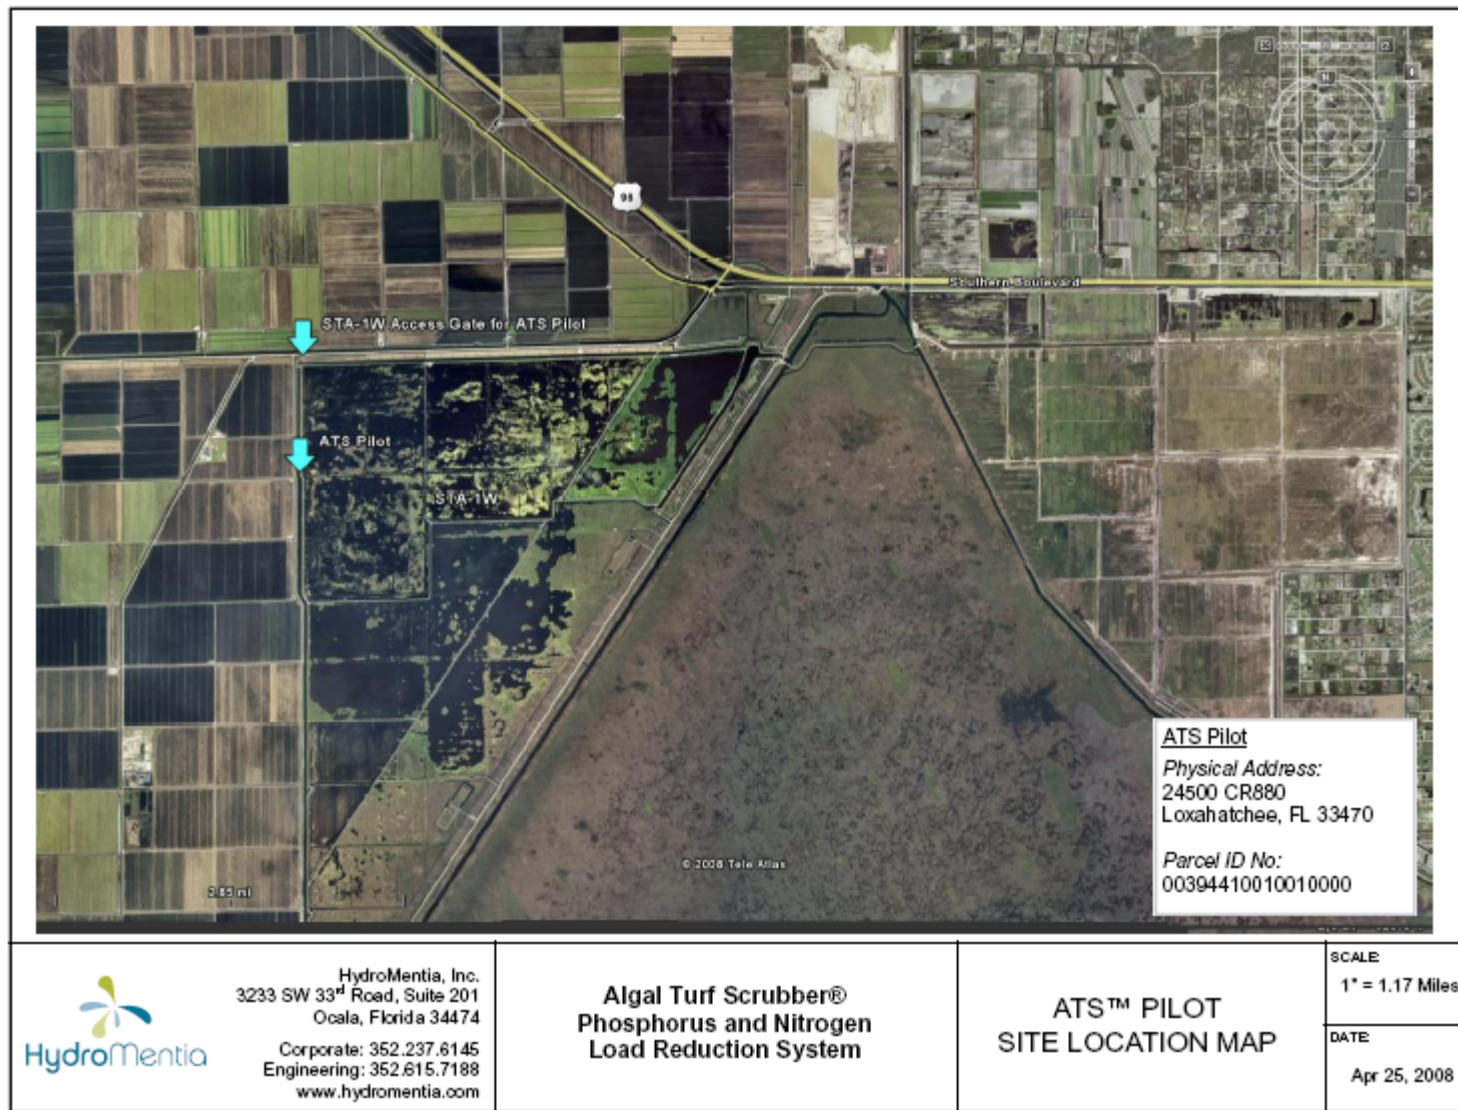 N
98
Southern Boulevard
STA-1W Access Gate for ATS Pilot
ATS Pilot
STA-1W
© 2008 Tele Atlas
2.85 mi
ATS Pilot
Physical Address:
24500 CR880
Loxahatchee, FL 33470
Parcel ID No:
00394410010010000
HydroMentia
HydroMentia, Inc.
3233 SW 33rd Road, Suite 201
Ocala, Florida 34474
Corporate: 352.237.6145
Engineering: 352.615.7188
www.hydromentia.com
Algal Turf Scrubber®
Phosphorus and Nitrogen
Load Reduction System
ATS™ PILOT
SITE LOCATION MAP
SCALE
1" = 1.17 Miles
DATE
Apr 25, 2008